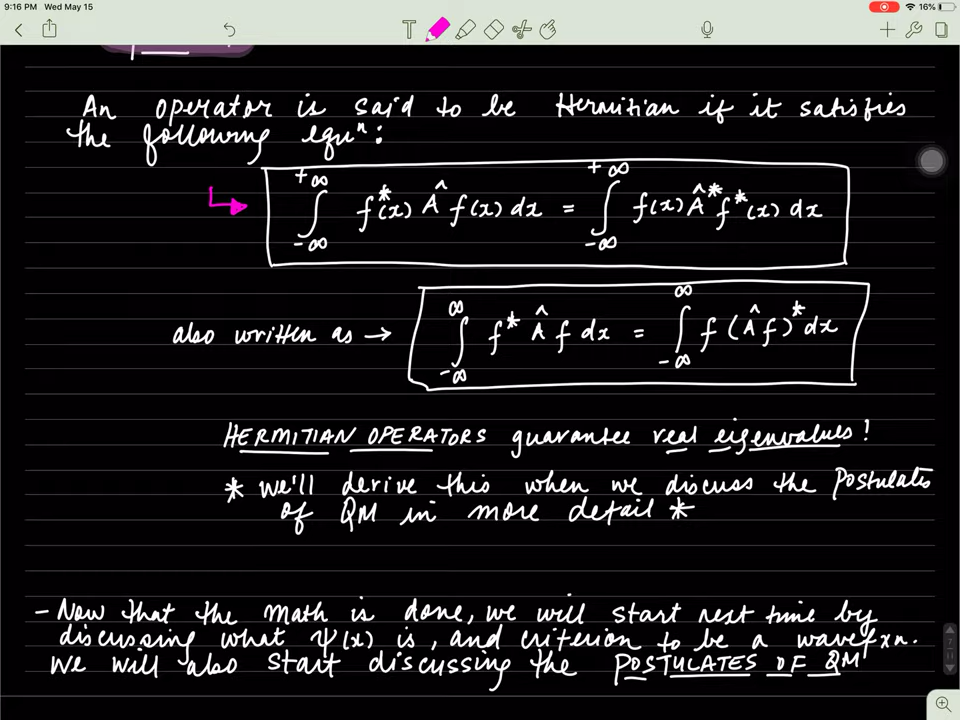 9:16 PM Wed May 15
16%
An operator is said to be Hermitian if it satisfies
the following equⁿ:
∫_{-∞}^{+∞} f*(x) Â f(x) dx = ∫_{-∞}^{+∞} f(x) Â* f*(x) dx
also written as → ∫_{-∞}^{∞} f* Â f dx = ∫_{-∞}^{∞} f (Â f)* dx
HERMITIAN OPERATORS guarantee real eigenvalues!
* we'll derive this when we discuss the Postulates
of QM in more detail *
- Now that the math is done, we will start next time by
discussing what Ψ(x) is, and criterion to be a wavefxn.
We will also start discussing the POSTULATES OF QM